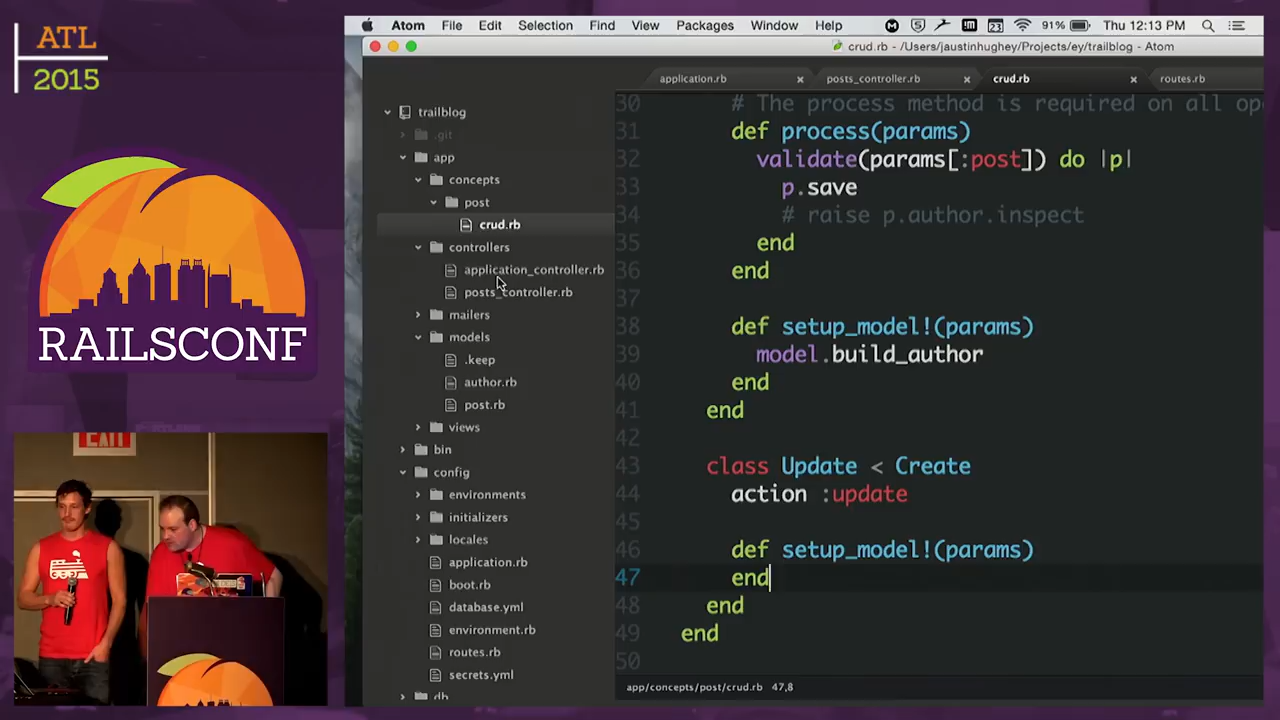 ATL
2015
RAILSCONF
EXIT
Atom File Edit Selection Find View Packages Window Help 91% Thu 12:13 PM
crud.rb - /Users/jaustinhughey/Projects/ey/trailblog - Atom
application.rb posts_controller.rb crud.rb routes.rb
trailblog
.git
app
concepts
post
crud.rb
controllers
application_controller.rb
posts_controller.rb
mailers
models
.keep
author.rb
post.rb
views
bin
config
environments
initializers
locales
application.rb
boot.rb
database.yml
environment.rb
routes.rb
secrets.yml
db
30 # The process method is required on all ope
31 def process(params)
32 validate(params[:post]) do |p|
33 p.save
34 # raise p.author.inspect
35 end
36 end
37
38 def setup_model!(params)
39 model.build_author
40 end
41 end
42
43 class Update < Create
44 action :update
45
46 def setup_model!(params)
47 end
48 end
49 end
50
app/concepts/post/crud.rb 47,8